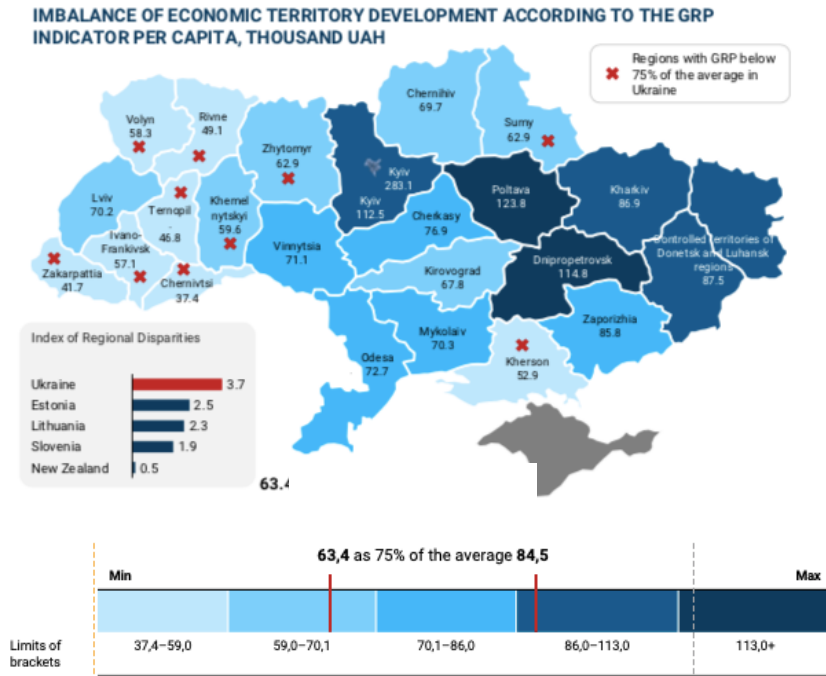 IMBALANCE OF ECONOMIC TERRITORY DEVELOPMENT ACCORDING TO THE GRP
INDICATOR PER CAPITA, THOUSAND UAH
Regions with GRP below
75% of the average in
Ukraine
Volyn
58.3
Rivne
49.1
Zhytomyr
62.9
Kyiv
283.1
Kyiv
112.5
Chernihiv
69.7
Sumy
62.9
Lviv
70.2
Ternopil
46.8
Khmel
nytskyi
59.6
Ivano-
Frankivsk
57.1
Zakarpattia
41.7
Chernivtsi
37.4
Vinnytsia
71.1
Cherkasy
76.9
Poltava
123.8
Kharkiv
86.9
Kirovograd
67.8
Dnipropetrovsk
114.8
Controlled territories of
Donetsk and Luhansk
regions
87.5
Odesa
72.7
Mykolaiv
70.3
Zaporizhia
85.8
Kherson
52.9
Index of Regional Disparities
Ukraine 3.7
Estonia 2.5
Lithuania 2.3
Slovenia 1.9
New Zealand 0.5
63.4
63,4 as 75% of the average 84,5
Min Max
Limits of
brackets
37,4–59,0 59,0–70,1 70,1–86,0 86,0–113,0 113,0+